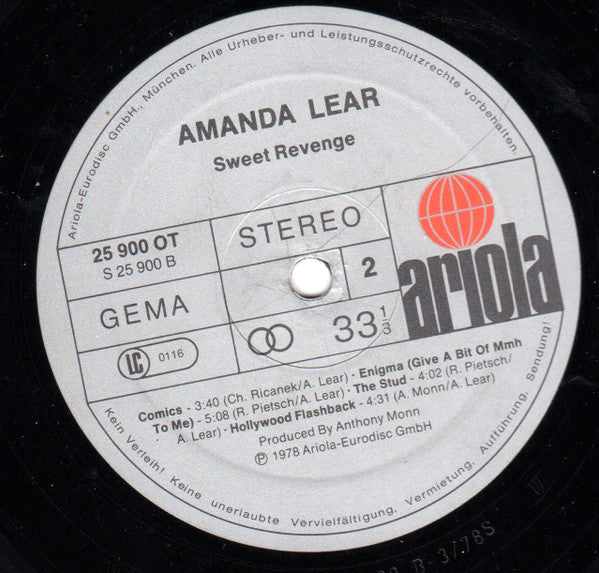 Ariola-Eurodisc GmbH., München. Alle Urheber- und Leistungsschutzrechte vorbehalten.
AMANDA LEAR
Sweet Revenge
25 900 OT
S 25 900 B
STEREO
GEMA
2
ariola
LC 0116
33 1/3
Comics - 3:40 (Ch. Ricanek/A. Lear) · Enigma (Give A Bit Of Mmh
To Me) - 5:08 (R. Pietsch/A. Lear) · The Stud - 4:02 (R. Pietsch/
A. Lear) · Hollywood Flashback - 4:31 (A. Monn/A. Lear)
Produced By Anthony Monn
Ⓟ 1978 Ariola-Eurodisc GmbH
Kein Verleih! Keine unerlaubte Vervielfältigung, Vermietung, Aufführung, Sendung!
B-3/78S